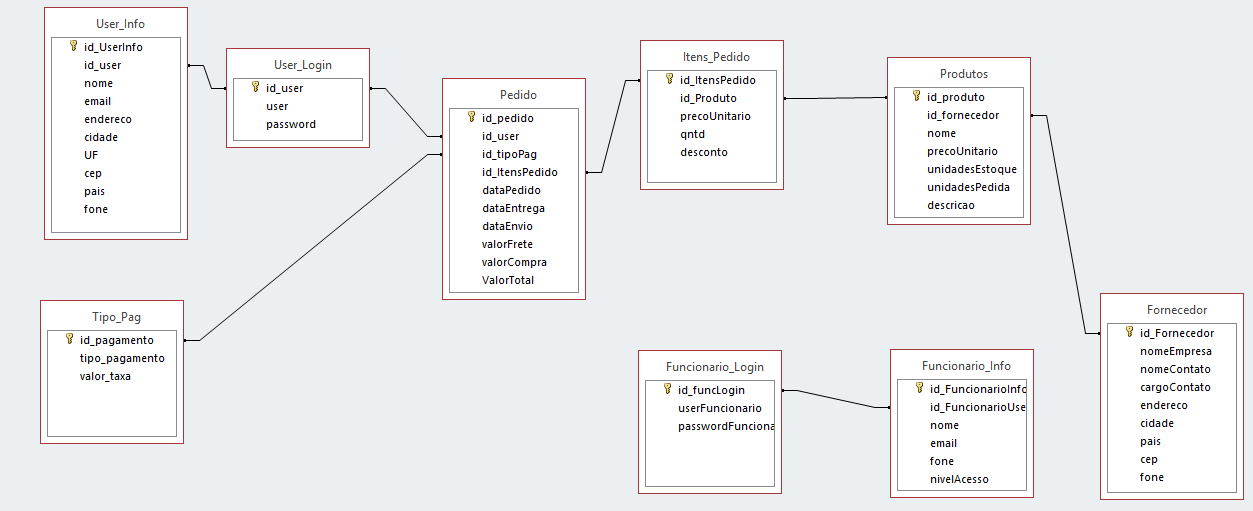 User_Info
id_UserInfo
id_user
nome
email
endereco
cidade
UF
cep
pais
fone
User_Login
id_user
user
password
Pedido
id_pedido
id_user
id_tipoPag
id_ItensPedido
dataPedido
dataEntrega
dataEnvio
valorFrete
valorCompra
ValorTotal
Itens_Pedido
id_ItensPedido
id_Produto
precoUnitario
qntd
desconto
Produtos
id_produto
id_fornecedor
nome
precoUnitario
unidadesEstoque
unidadesPedida
descricao
Tipo_Pag
id_pagamento
tipo_pagamento
valor_taxa
Funcionario_Login
id_funcLogin
userFuncionario
passwordFunciona
Funcionario_Info
id_FuncionarioInfo
id_FuncionarioUse
nome
email
fone
nivelAcesso
Fornecedor
id_Fornecedor
nomeEmpresa
nomeContato
cargoContato
endereco
cidade
pais
cep
fone